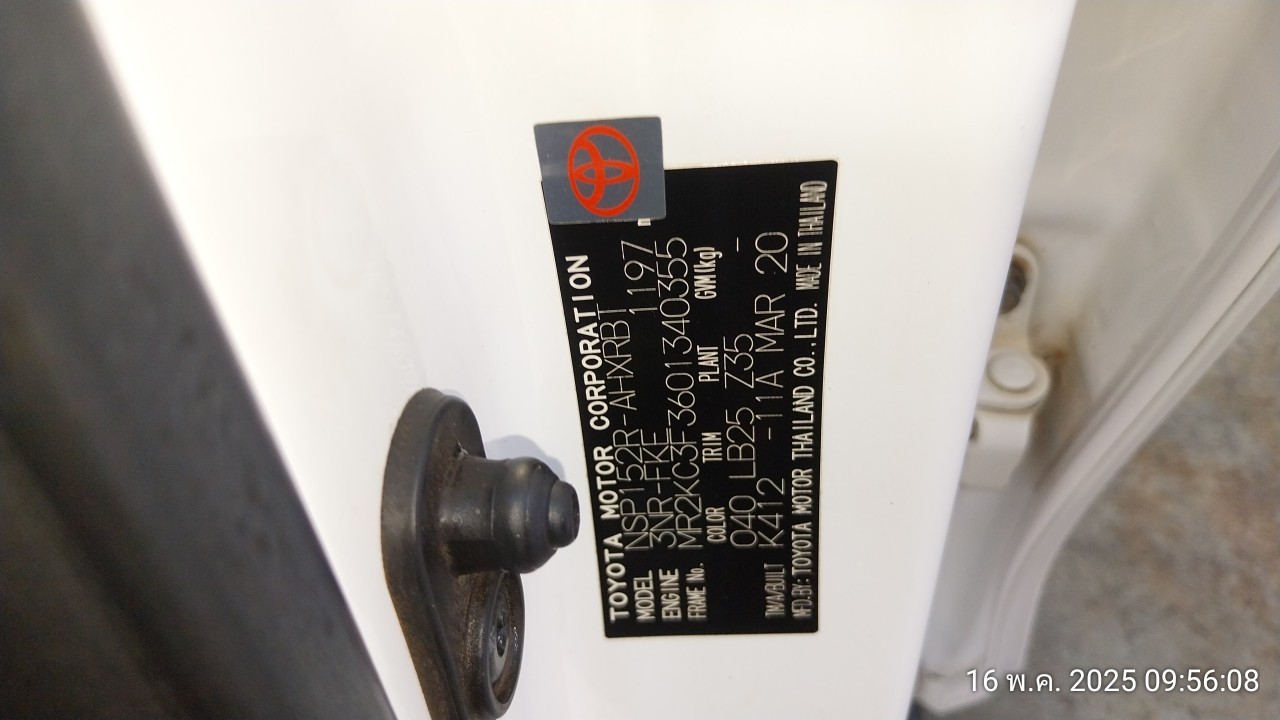 TOYOTA MOTOR CORPORATION
MODEL NSP152R-AHXRBT
ENGINE 3NR-FKE 1197
FRAME No. MR2KC3F3601340355
COLOR TRIM PLANT GVM(kg)
040 LB25 Z35 -
TMA/BUILT K412 -11A MAR 20
MFD.BY: TOYOTA MOTOR THAILAND CO.,LTD. MADE IN THAILAND
16 พ.ค. 2025 09:56:08